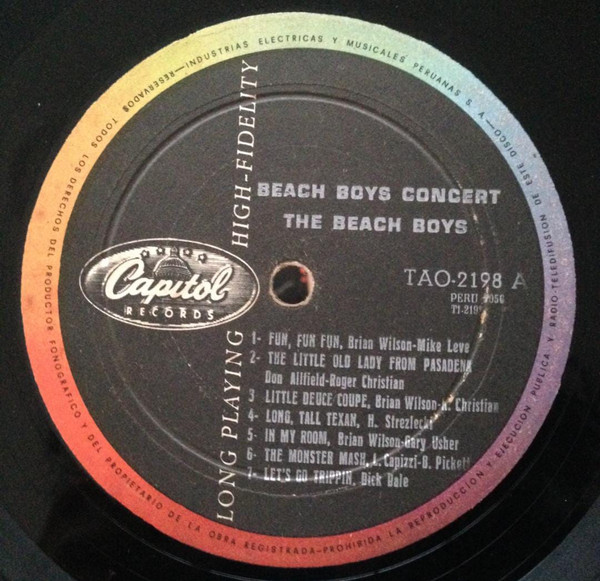 INDUSTRIAS ELECTRICAS Y MUSICALES PERUANAS S. A.
RESERVADOS TODOS LOS DERECHOS DEL PRODUCTOR FONOGRAFICO Y DEL PROPIETARIO DE LA OBRA REGISTRADA-PROHIBIDA LA REPRODUCCION Y EJECUCION PUBLICA Y RADIO-TELEDIFUSION DE ESTE DISCO
LONG PLAYING HIGH-FIDELITY
BEACH BOYS CONCERT
THE BEACH BOYS
Capitol
RECORDS
TAO-2198 A
PERU
1- FUN, FUN FUN, Brian Wilson-Mike Leve
2- THE LITTLE OLD LADY FROM PASADENA
Don Altfield-Roger Christian
3 LITTLE DEUCE COUPE, Brian Wilson-R. Christian
4- LONG, TALL TEXAN, H. Strezlecki
5- IN MY ROOM, Brian Wilson-Gary Usher
6- THE MONSTER MASH, L. Capizzi-B. Pickett
7- LET'S GO TRIPPIN, Dick Dale